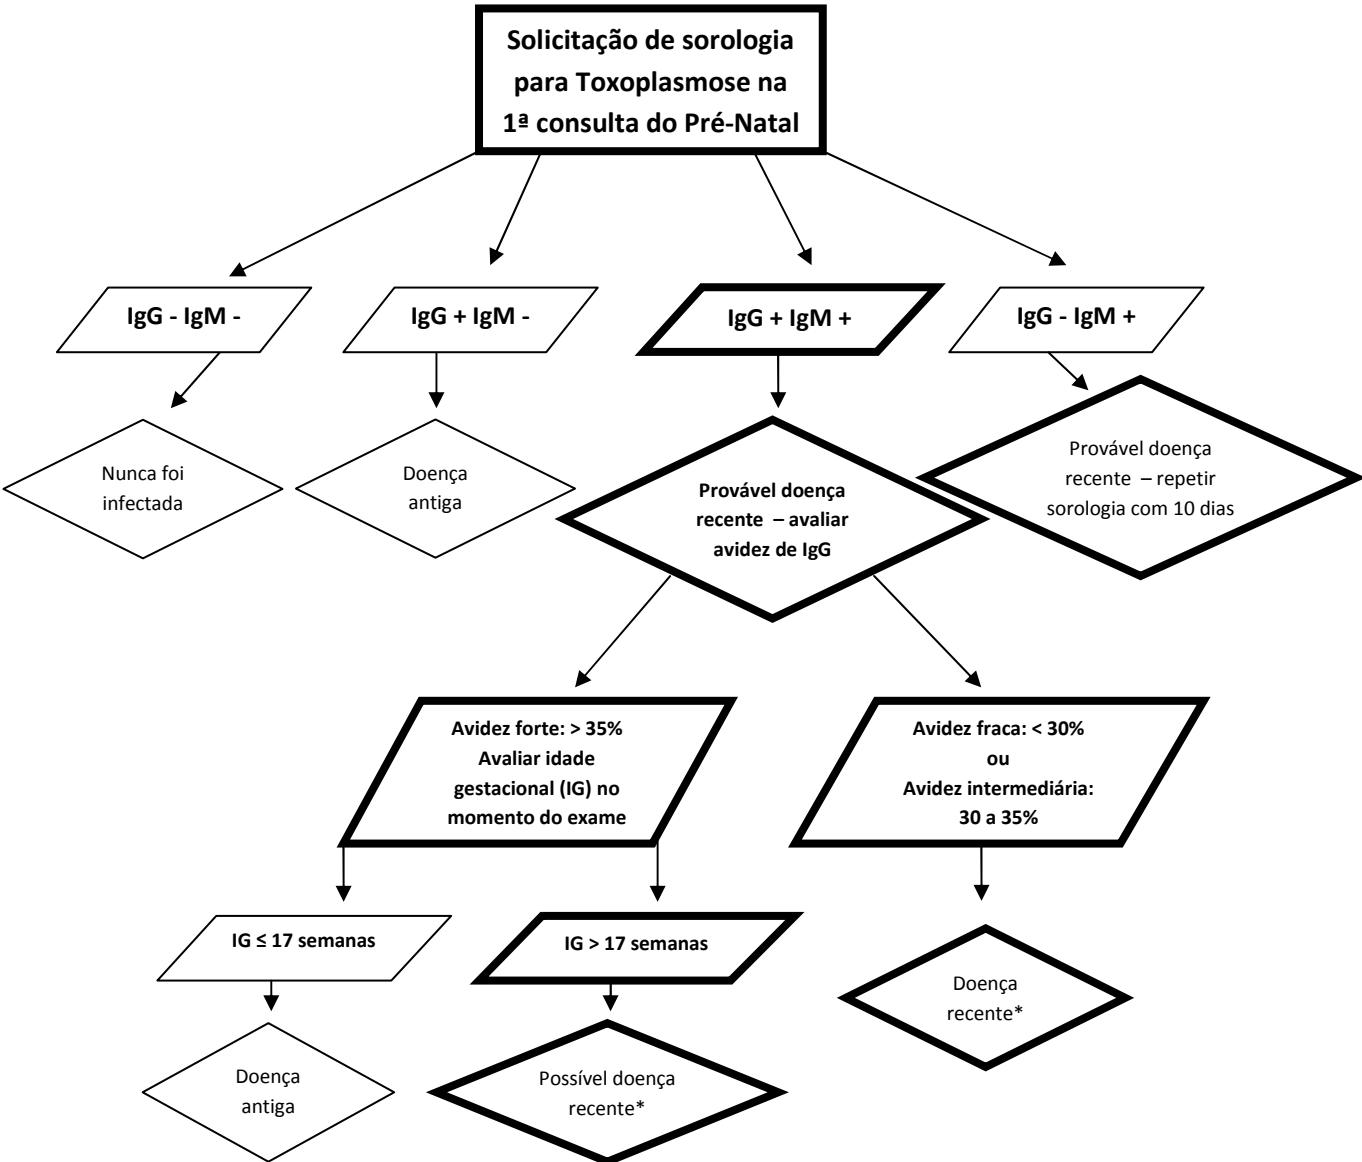 Solicitação de sorologia
para Toxoplasmose na
1ª consulta do Pré-Natal
IgG - IgM -
IgG + IgM -
IgG + IgM +
IgG - IgM +
Nunca foi
infectada
Doença
antiga
Provável doença
recente – avaliar
avidez de IgG
Provável doença
recente – repetir
sorologia com 10 dias
Avidez forte: > 35%
Avaliar idade
gestacional (IG) no
momento do exame
Avidez fraca: < 30%
ou
Avidez intermediária:
30 a 35%
IG ≤ 17 semanas
IG > 17 semanas
Doença
recente*
Doença
antiga
Possível doença
recente*